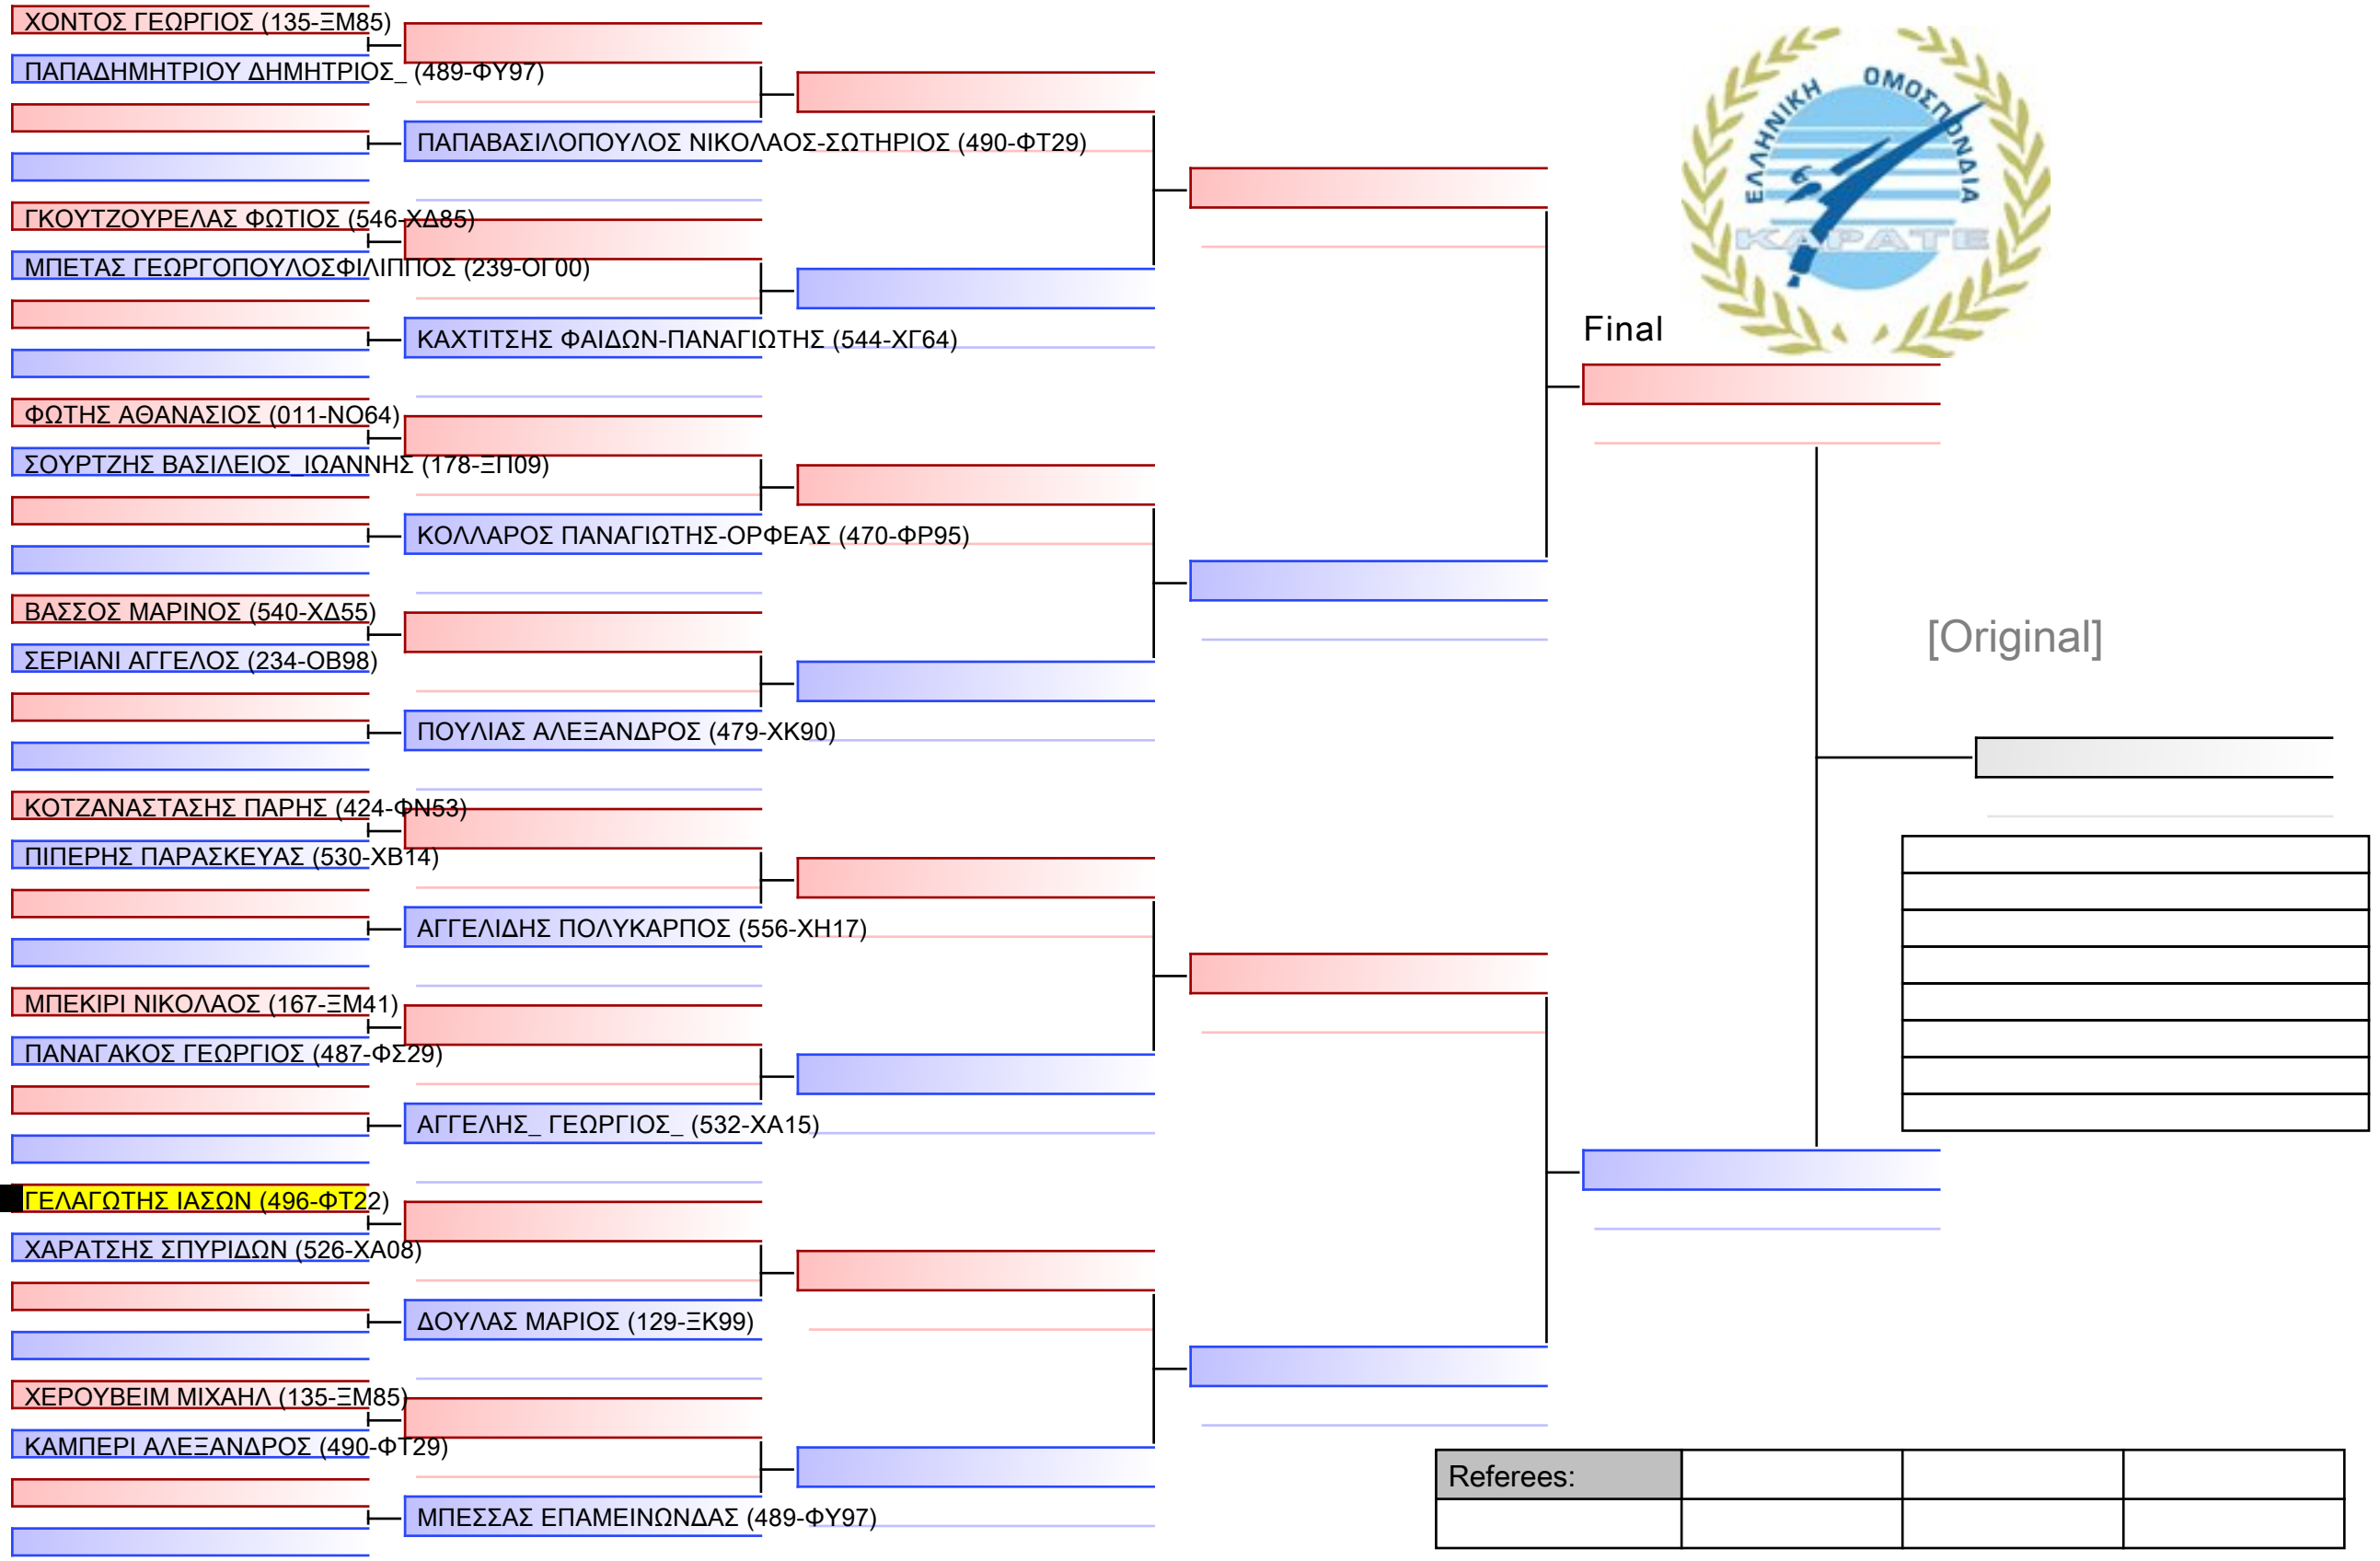 ΧΟΝΤΟΣ ΓΕΩΡΓΙΟΣ (135-ΞΜ85)
ΠΑΠΑΔΗΜΗΤΡΙΟΥ ΔΗΜΗΤΡΙΟΣ_ (489-ΦΥ97)
ΠΑΠΑΒΑΣΙΛΟΠΟΥΛΟΣ ΝΙΚΟΛΑΟΣ-ΣΩΤΗΡΙΟΣ (490-ΦΤ29)
ΓΚΟΥΤΖΟΥΡΕΛΑΣ ΦΩΤΙΟΣ (546-ΧΔ85)
ΜΠΕΤΑΣ ΓΕΩΡΓΟΠΟΥΛΟΣΦΙΛΙΠΠΟΣ (239-ΟΓ00)
ΚΑΧΤΙΤΣΗΣ ΦΑΙΔΩΝ-ΠΑΝΑΓΙΩΤΗΣ (544-ΧΓ64)
ΦΩΤΗΣ ΑΘΑΝΑΣΙΟΣ (011-ΝΟ64)
ΣΟΥΡΤΖΗΣ ΒΑΣΙΛΕΙΟΣ_ΙΩΑΝΝΗΣ (178-ΞΠ09)
ΚΟΛΛΑΡΟΣ ΠΑΝΑΓΙΩΤΗΣ-ΟΡΦΕΑΣ (470-ΦΡ95)
ΒΑΣΣΟΣ ΜΑΡΙΝΟΣ (540-ΧΔ55)
ΣΕΡΙΑΝΙ ΑΓΓΕΛΟΣ (234-ΟΒ98)
ΠΟΥΛΙΑΣ ΑΛΕΞΑΝΔΡΟΣ (479-ΧΚ90)
ΚΟΤΖΑΝΑΣΤΑΣΗΣ ΠΑΡΗΣ (424-ΦΝ53)
ΠΙΠΕΡΗΣ ΠΑΡΑΣΚΕΥΑΣ (530-ΧΒ14)
ΑΓΓΕΛΙΔΗΣ ΠΟΛΥΚΑΡΠΟΣ (556-ΧΗ17)
ΜΠΕΚΙΡΙ ΝΙΚΟΛΑΟΣ (167-ΞΜ41)
ΠΑΝΑΓΑΚΟΣ ΓΕΩΡΓΙΟΣ (487-ΦΣ29)
ΑΓΓΕΛΗΣ_ ΓΕΩΡΓΙΟΣ_ (532-ΧΑ15)
ΓΕΛΑΓΩΤΗΣ ΙΑΣΩΝ (496-ΦΤ22)
ΧΑΡΑΤΣΗΣ ΣΠΥΡΙΔΩΝ (526-ΧΑ08)
ΔΟΥΛΑΣ ΜΑΡΙΟΣ (129-ΞΚ99)
ΧΕΡΟΥΒΕΙΜ ΜΙΧΑΗΛ (135-ΞΜ85)
ΚΑΜΠΕΡΙ ΑΛΕΞΑΝΔΡΟΣ (490-ΦΤ29)
ΜΠΕΣΣΑΣ ΕΠΑΜΕΙΝΩΝΔΑΣ (489-ΦΥ97)
ΕΛΛΗΝΙΚΗ ΟΜΟΣΠΟΝΔΙΑ
ΚΑΡΑΤΕ
Final
[Original]
Referees: